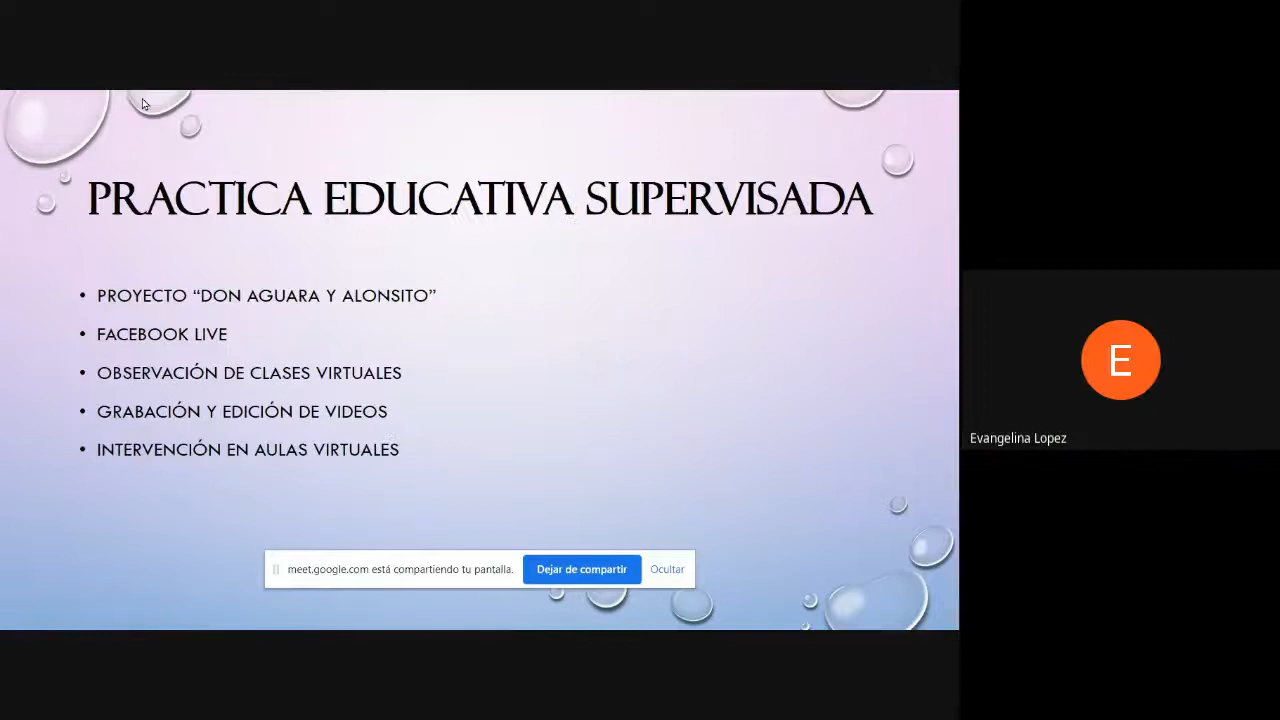 PRACTICA EDUCATIVA SUPERVISADA
• PROYECTO “DON AGUARA Y ALONSITO”
• FACEBOOK LIVE
• OBSERVACIÓN DE CLASES VIRTUALES
• GRABACIÓN Y EDICIÓN DE VIDEOS
• INTERVENCIÓN EN AULAS VIRTUALES
meet.google.com está compartiendo tu pantalla. Dejar de compartir Ocultar
E
Evangelina Lopez